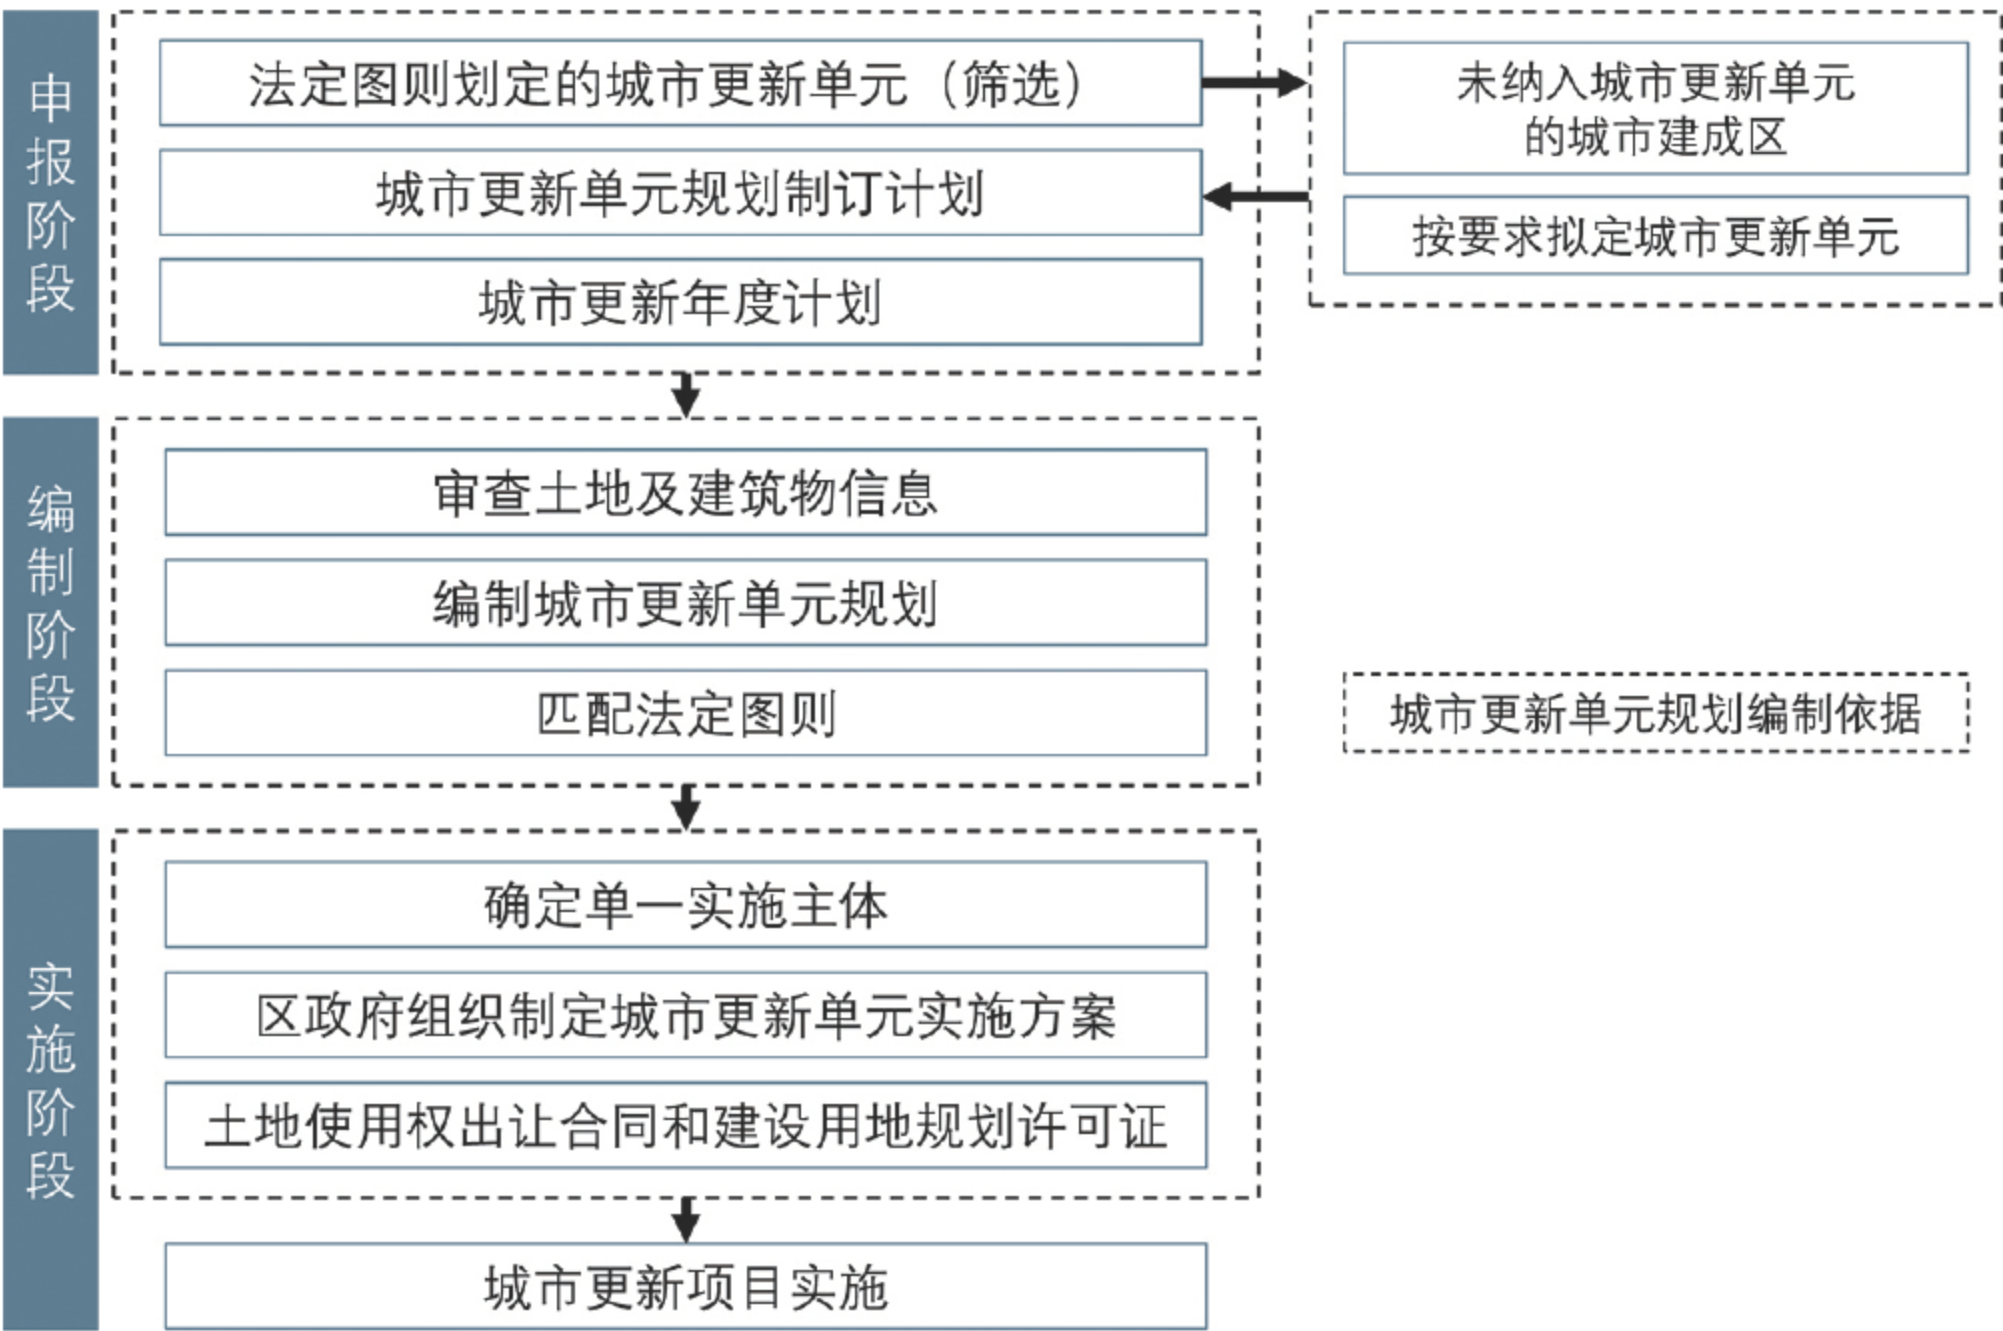 申报阶段
法定图则划定的城市更新单元（筛选）
城市更新单元规划制订计划
城市更新年度计划
未纳入城市更新单元
的城市建成区
按要求拟定城市更新单元
编制阶段
审查土地及建筑物信息
编制城市更新单元规划
匹配法定图则
城市更新单元规划编制依据
实施阶段
确定单一实施主体
区政府组织制定城市更新单元实施方案
土地使用权出让合同和建设用地规划许可证
城市更新项目实施